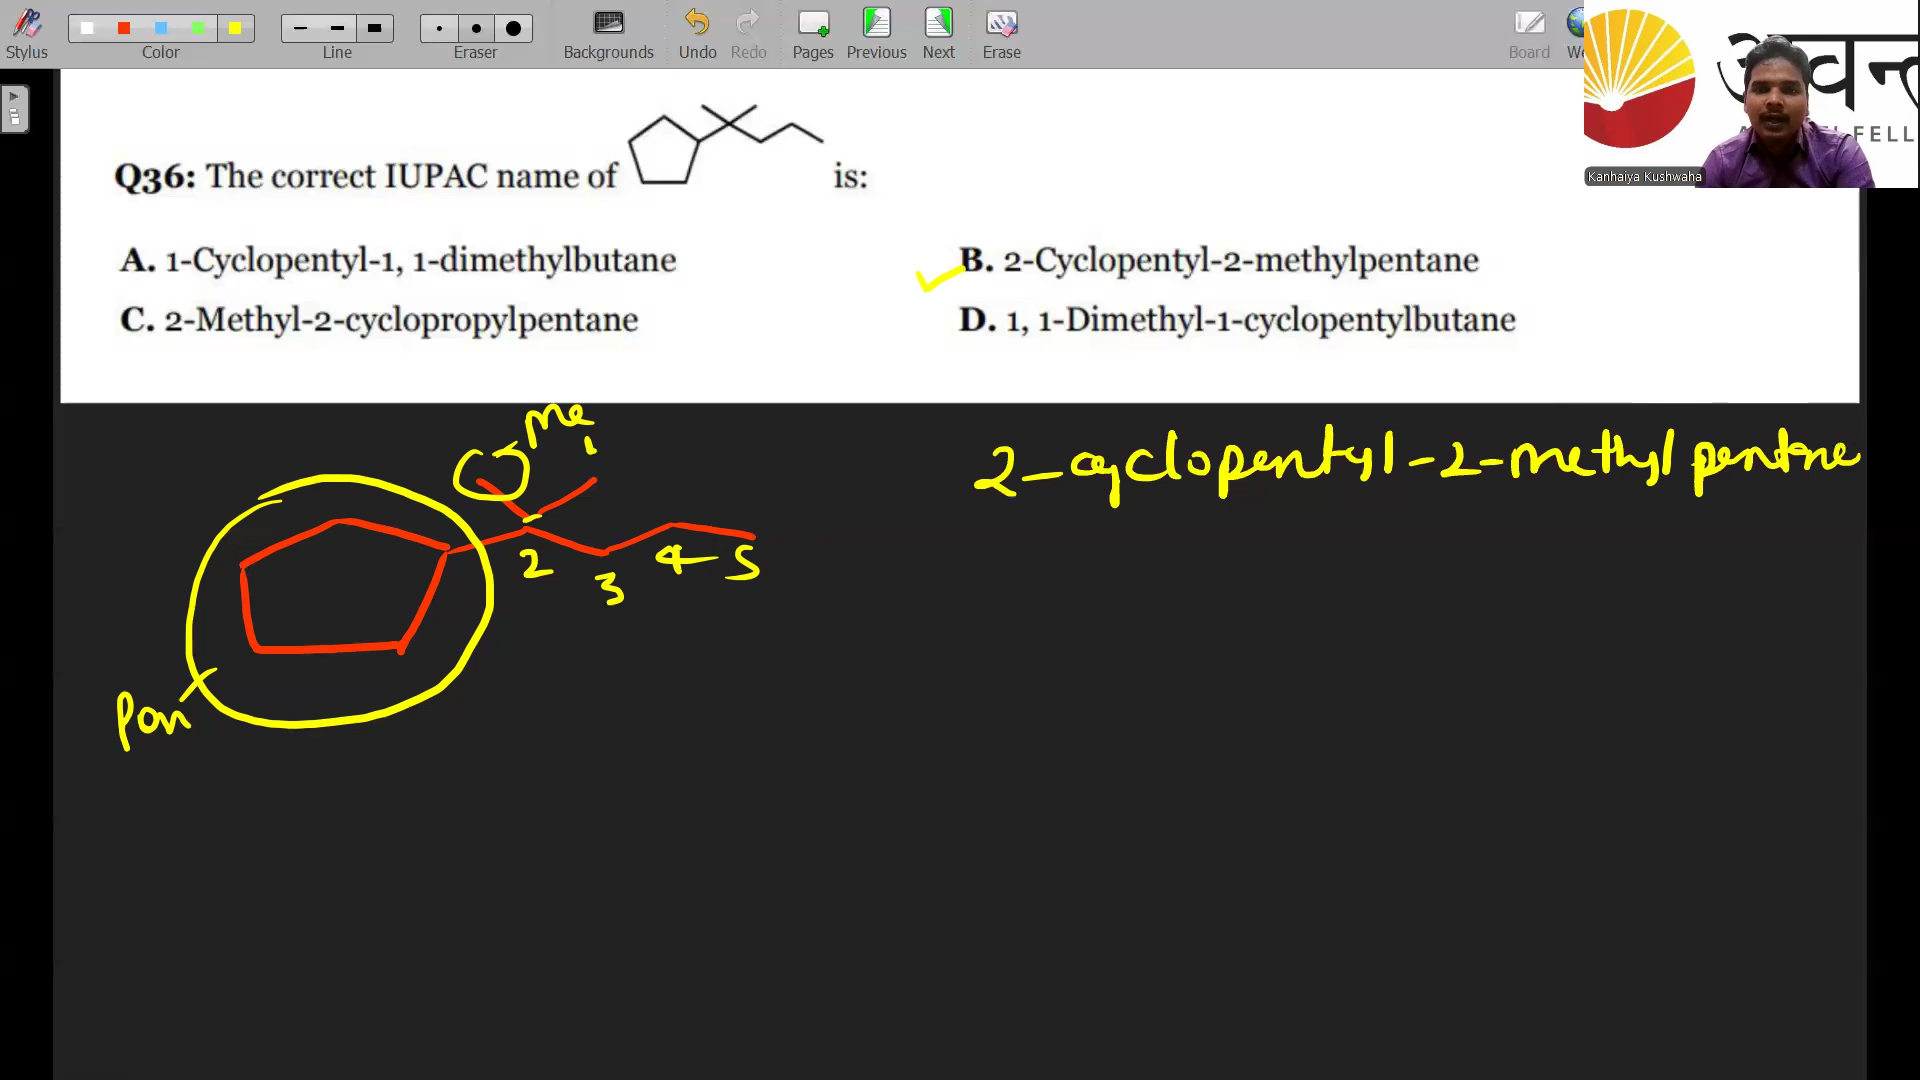 Stylus Color Line Eraser Backgrounds Undo Redo Pages Previous Next Erase Board
अवन्
FELL
Kanhaiya Kushwaha
Q36: The correct IUPAC name of is:
A. 1-Cyclopentyl-1, 1-dimethylbutane
B. 2-Cyclopentyl-2-methylpentane
C. 2-Methyl-2-cyclopropylpentane
D. 1, 1-Dimethyl-1-cyclopentylbutane
Me
1
2-cyclopentyl-2-methyl pentane
2 3 4 5